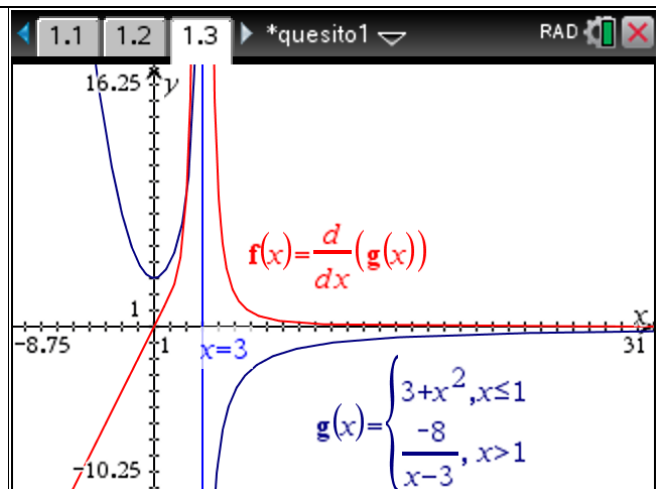 1.1 1.2 1.3 *quesito1 RAD
16.25 y
f(x)=d/dx(g(x))
1 x
-8.75 1 x=3 31
g(x)={3+x²,x≤1
-8/x-3, x>1
-10.25